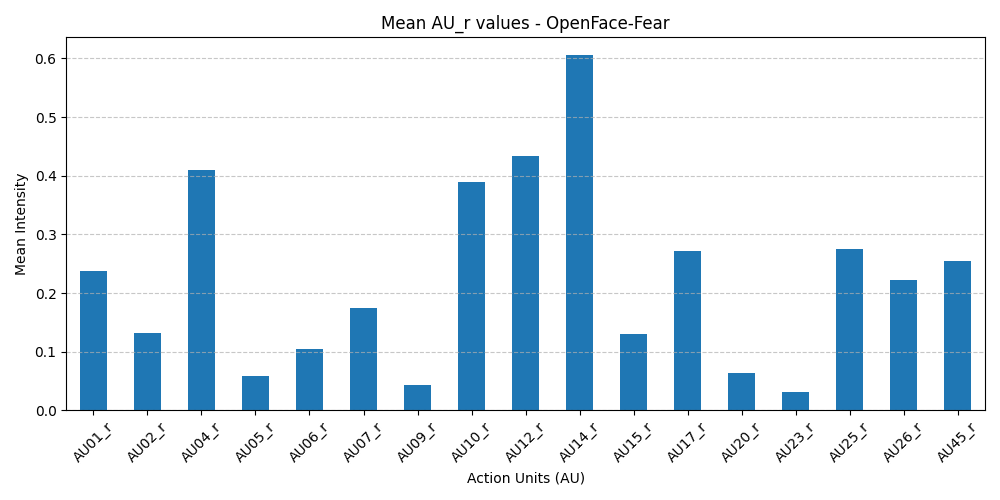 Mean AU_r values - OpenFace-Fear
Mean Intensity
0.6
0.5
0.4
0.3
0.2
0.1
0.0
AU01_r
AU02_r
AU04_r
AU05_r
AU06_r
AU07_r
AU09_r
AU10_r
AU12_r
AU14_r
AU15_r
AU17_r
AU20_r
AU23_r
AU25_r
AU26_r
AU45_r
Action Units (AU)